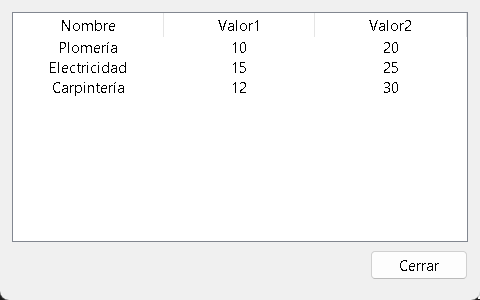 Nombre Valor1 Valor2
Plomería 10 20
Electricidad 15 25
Carpintería 12 30
Cerrar